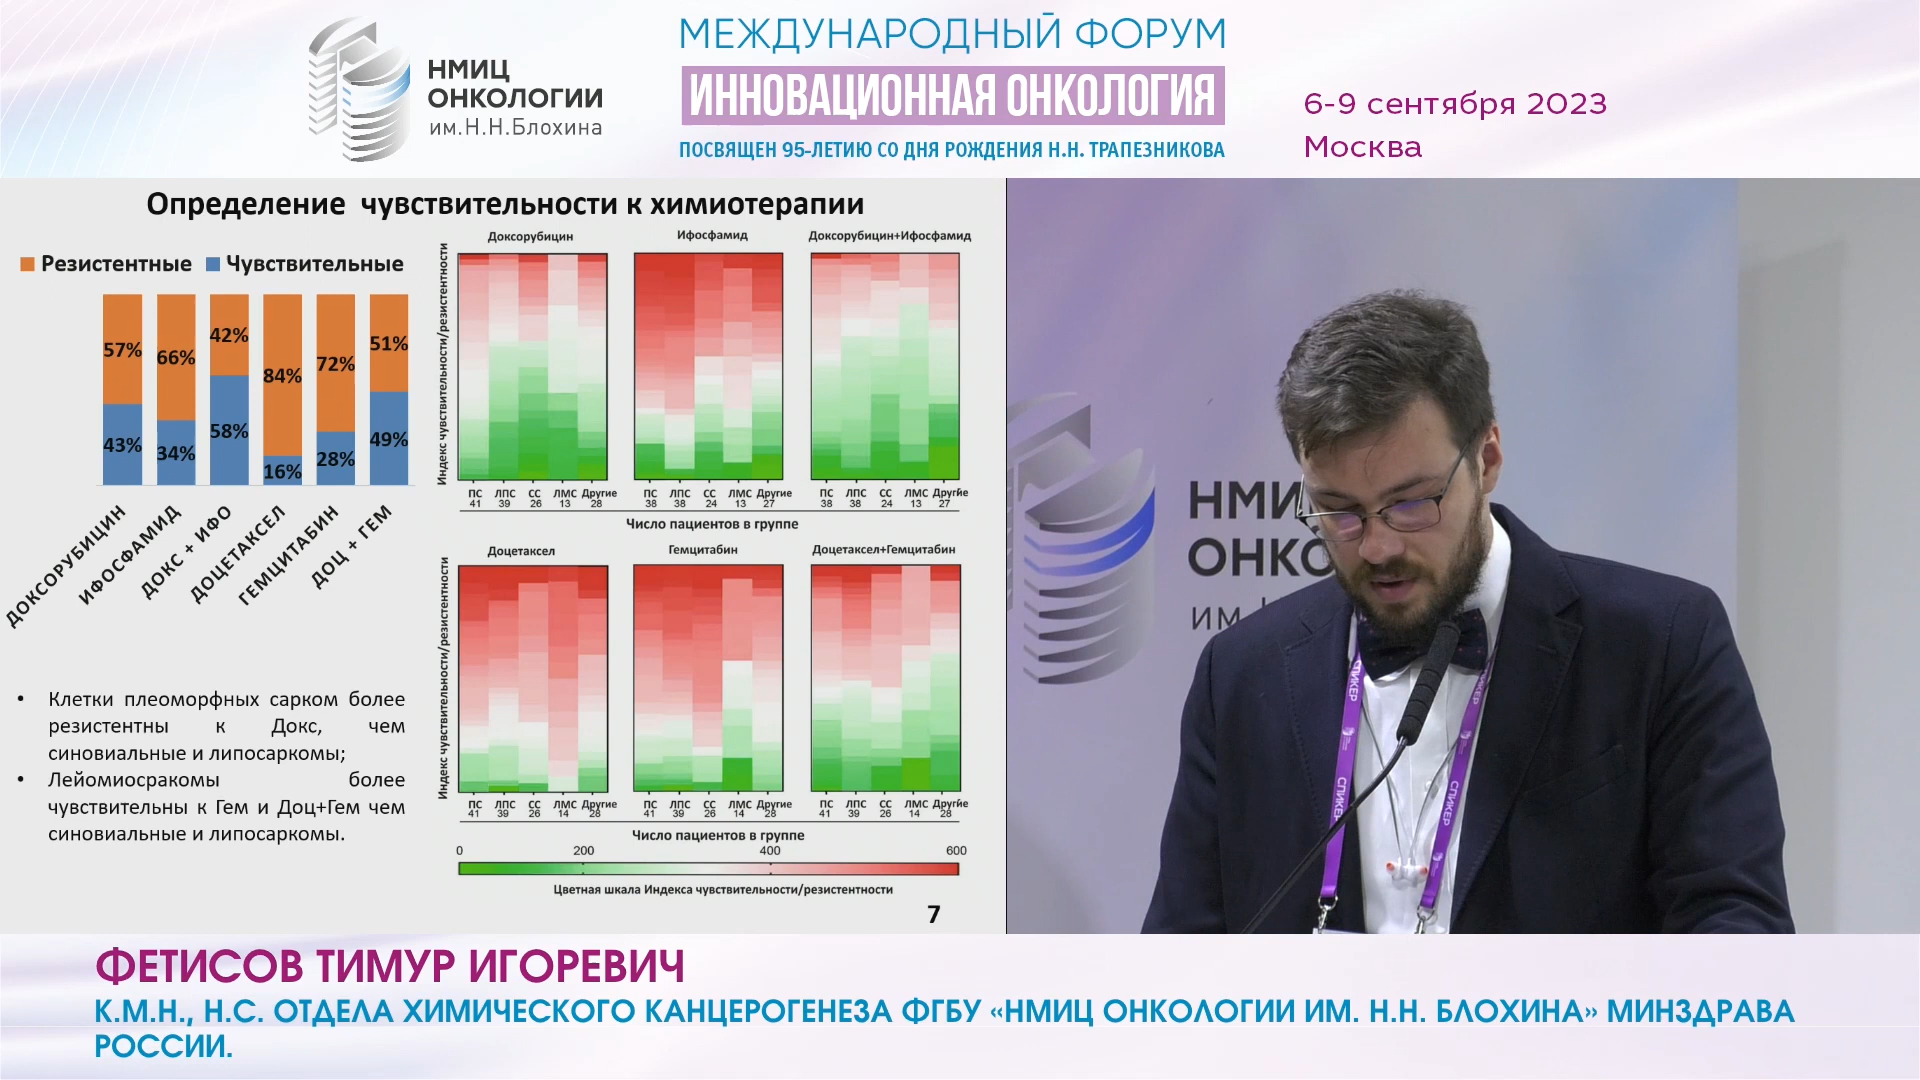 НМИЦ
ОНКОЛОГИИ
им.Н.Н.Блохина
МЕЖДУНАРОДНЫЙ ФОРУМ
ИННОВАЦИОННАЯ ОНКОЛОГИЯ
ПОСВЯЩЕН 95-ЛЕТИЮ СО ДНЯ РОЖДЕНИЯ Н.Н. ТРАПЕЗНИКОВА
6-9 сентября 2023
Москва
Определение чувствительности к химиотерапии
Резистентные Чувствительные
57% 66% 42% 84% 72% 51%
43% 34% 58% 16% 28% 49%
ДОКСОРУБИЦИН
ИФОСФАМИД
ДОКС + ИФО
ДОЦЕТАКСЕЛ
ГЕМЦИТАБИН
ДОЦ + ГЕМ
• Клетки плеоморфных сарком более
резистентны к Докс, чем
синовиальные и липосаркомы;
• Лейомиосракомы более
чувствительны к Гем и Доц+Гем чем
синовиальные и липосаркомы.
Доксорубицин Ифосфамид Доксорубицин+Ифосфамид
Индекс чувствительности/резистентности
ПС ЛПС СС ЛМС Другие ПС ЛПС СС ЛМС Другие ПС ЛПС СС ЛМС Другие
41 39 26 13 28 38 38 24 13 27 38 38 24 13 27
Число пациентов в группе
Доцетаксел Гемцитабин Доцетаксел+Гемцитабин
Индекс чувствительности/резистентности
ПС ЛПС СС ЛМС Другие ПС ЛПС СС ЛМС Другие ПС ЛПС СС ЛМС Другие
41 39 26 14 28 41 39 26 14 28 41 39 26 14 28
Число пациентов в группе
0 200 400 600
Цветная шкала Индекса чувствительности/резистентности
7
НМИ
ОНКО
ИМ.
СПИКЕР
СПИКЕР
СПИКЕР
СПИКЕР
ФЕТИСОВ ТИМУР ИГОРЕВИЧ
К.М.Н., Н.С. ОТДЕЛА ХИМИЧЕСКОГО КАНЦЕРОГЕНЕЗА ФГБУ «НМИЦ ОНКОЛОГИИ ИМ. Н.Н. БЛОХИНА» МИНЗДРАВА
РОССИИ.